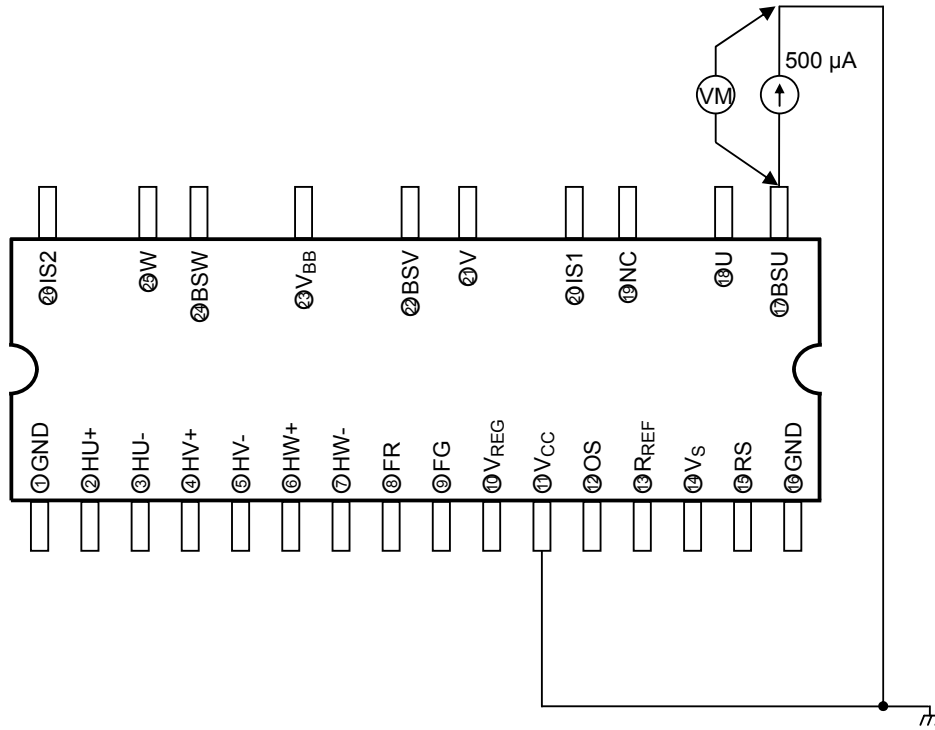 500 µA
VM
㉖IS2
㉕W
㉔BSW
㉓VBB
㉒BSV
㉑V
⑳IS1
⑲NC
⑱U
⑰BSU
①GND
②HU+
③HU-
④HV+
⑤HV-
⑥HW+
⑦HW-
⑧FR
⑨FG
⑩VREG
⑪VCC
⑫OS
⑬RREF
⑭VS
⑮RS
⑯GND